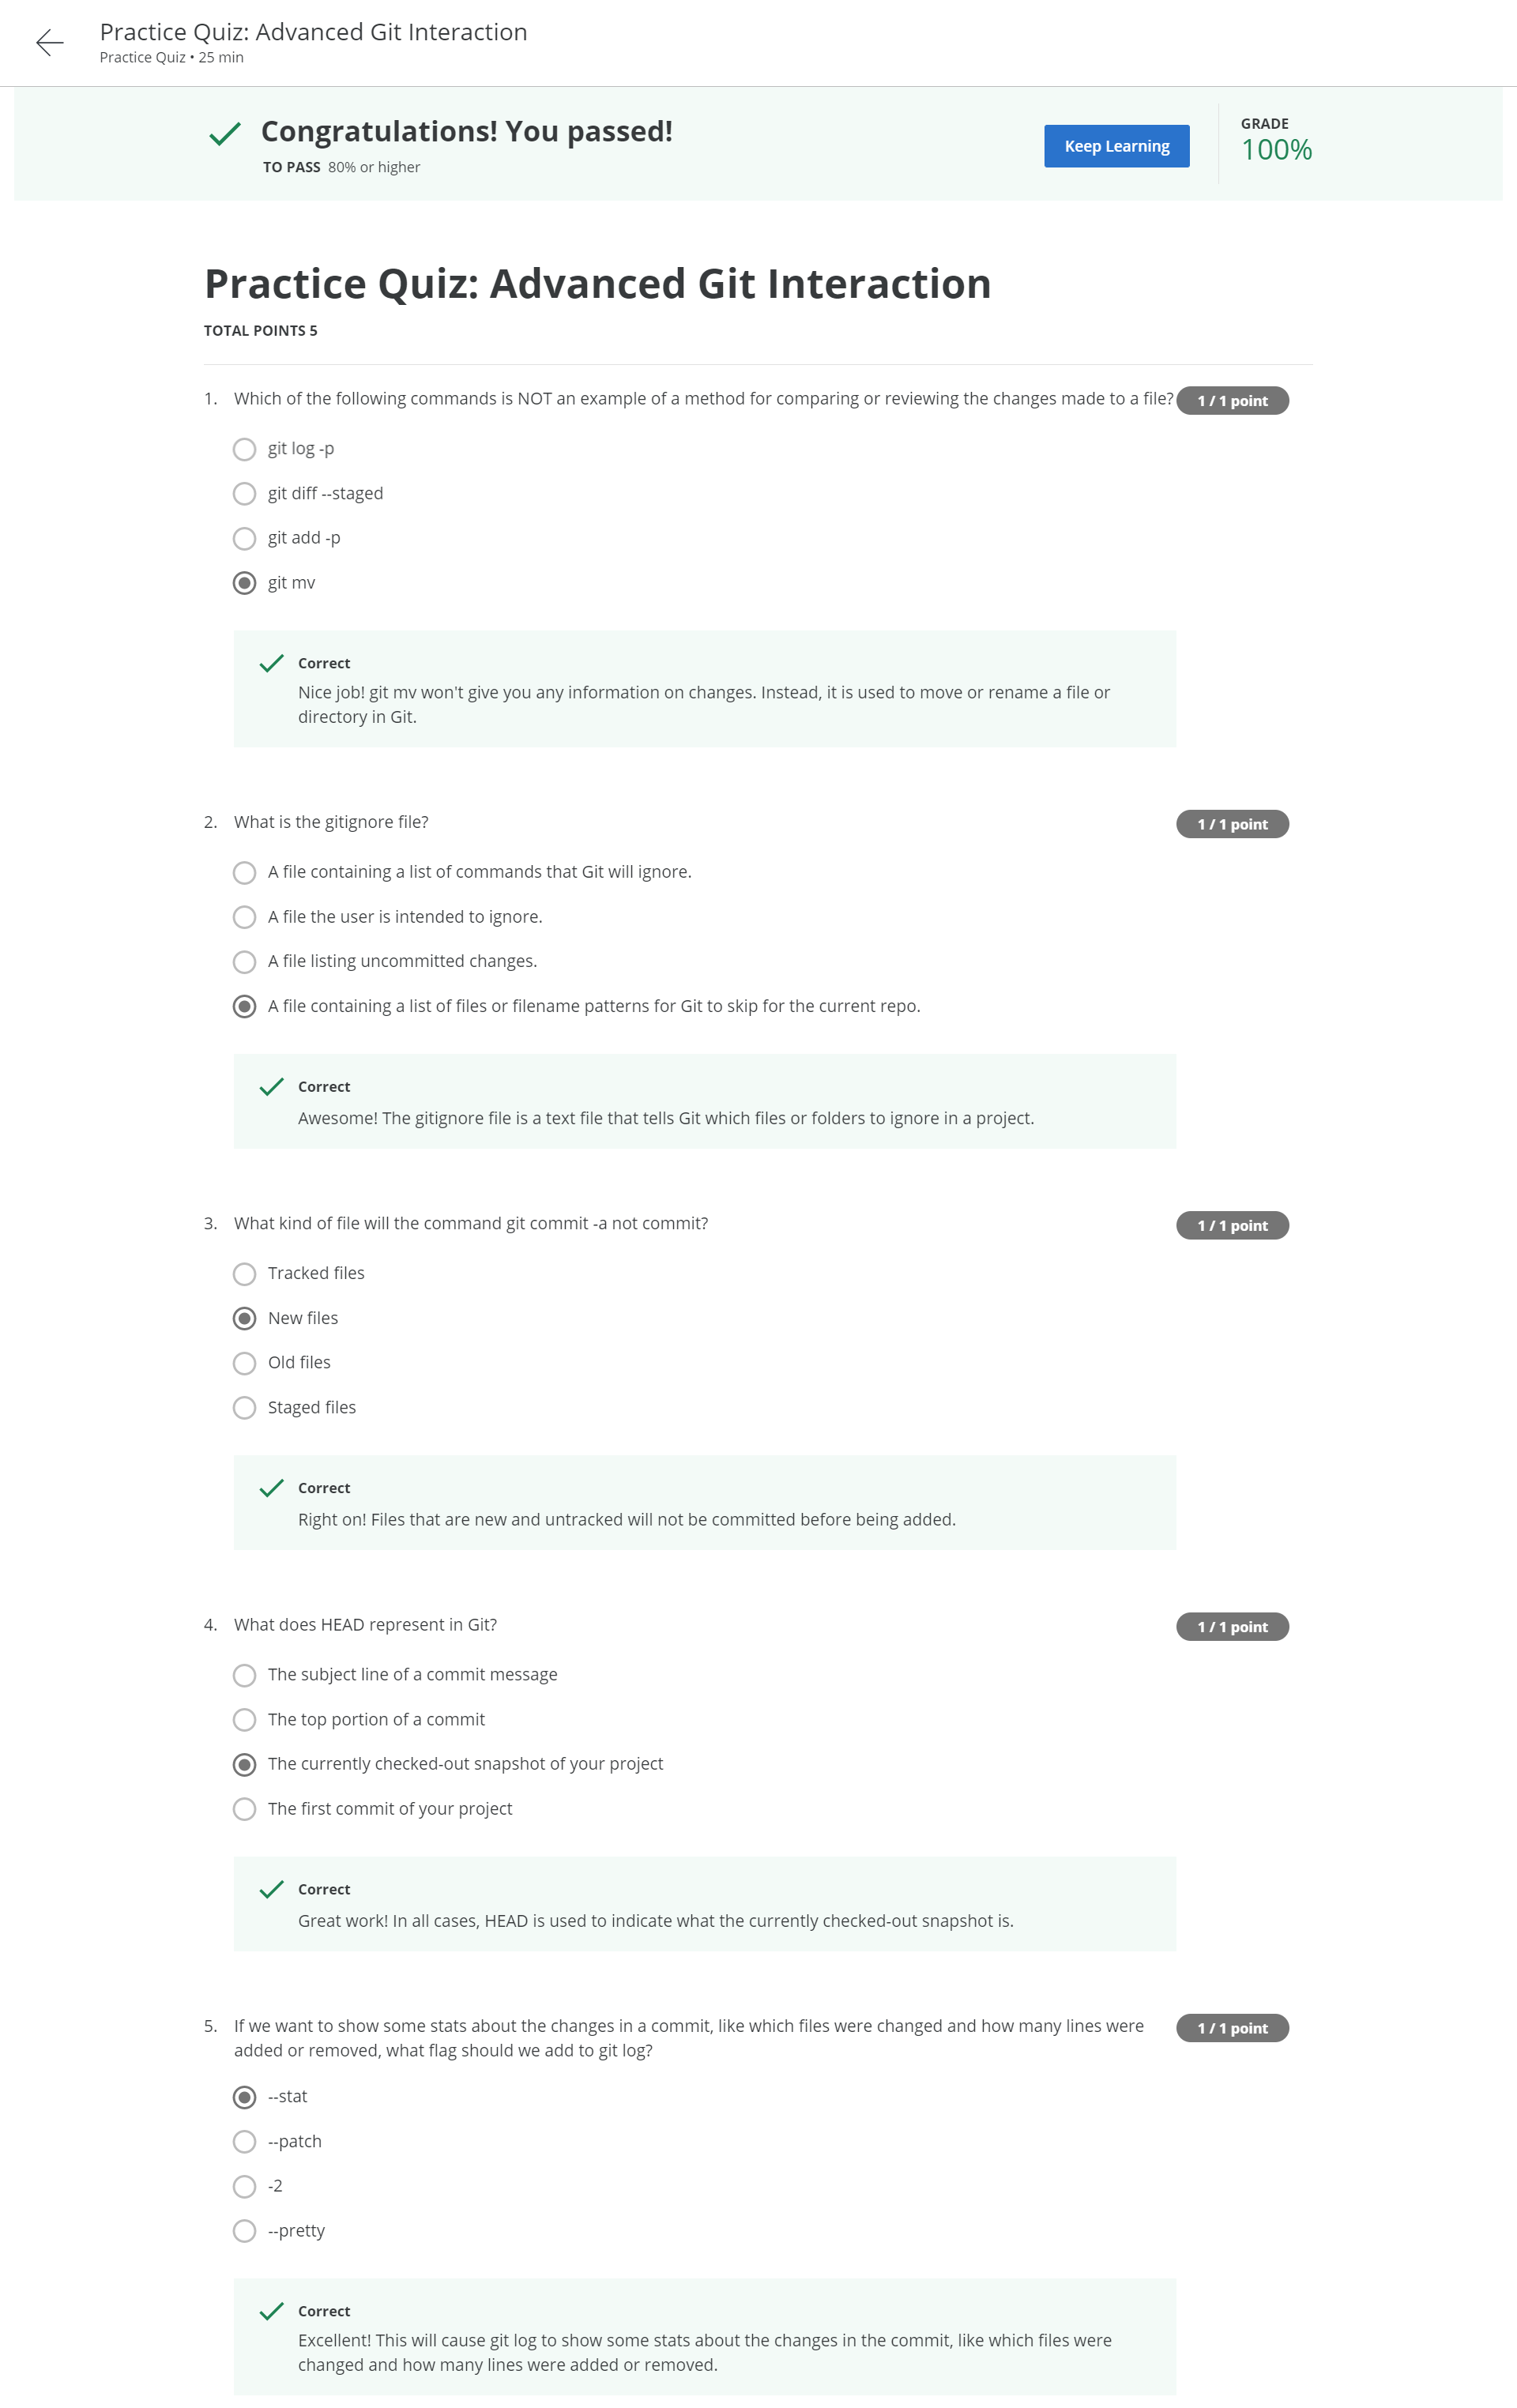 Practice Quiz: Advanced Git Interaction
Practice Quiz • 25 min
Congratulations! You passed!
TO PASS 80% or higher
Keep Learning
GRADE
100%
Practice Quiz: Advanced Git Interaction
TOTAL POINTS 5
1. Which of the following commands is NOT an example of a method for comparing or reviewing the changes made to a file?
1 / 1 point
git log -p
git diff --staged
git add -p
git mv
Correct
Nice job! git mv won't give you any information on changes. Instead, it is used to move or rename a file or
directory in Git.
2. What is the gitignore file?
1 / 1 point
A file containing a list of commands that Git will ignore.
A file the user is intended to ignore.
A file listing uncommitted changes.
A file containing a list of files or filename patterns for Git to skip for the current repo.
Correct
Awesome! The gitignore file is a text file that tells Git which files or folders to ignore in a project.
3. What kind of file will the command git commit -a not commit?
1 / 1 point
Tracked files
New files
Old files
Staged files
Correct
Right on! Files that are new and untracked will not be committed before being added.
4. What does HEAD represent in Git?
1 / 1 point
The subject line of a commit message
The top portion of a commit
The currently checked-out snapshot of your project
The first commit of your project
Correct
Great work! In all cases, HEAD is used to indicate what the currently checked-out snapshot is.
5. If we want to show some stats about the changes in a commit, like which files were changed and how many lines were
added or removed, what flag should we add to git log?
1 / 1 point
--stat
--patch
-2
--pretty
Correct
Excellent! This will cause git log to show some stats about the changes in the commit, like which files were
changed and how many lines were added or removed.